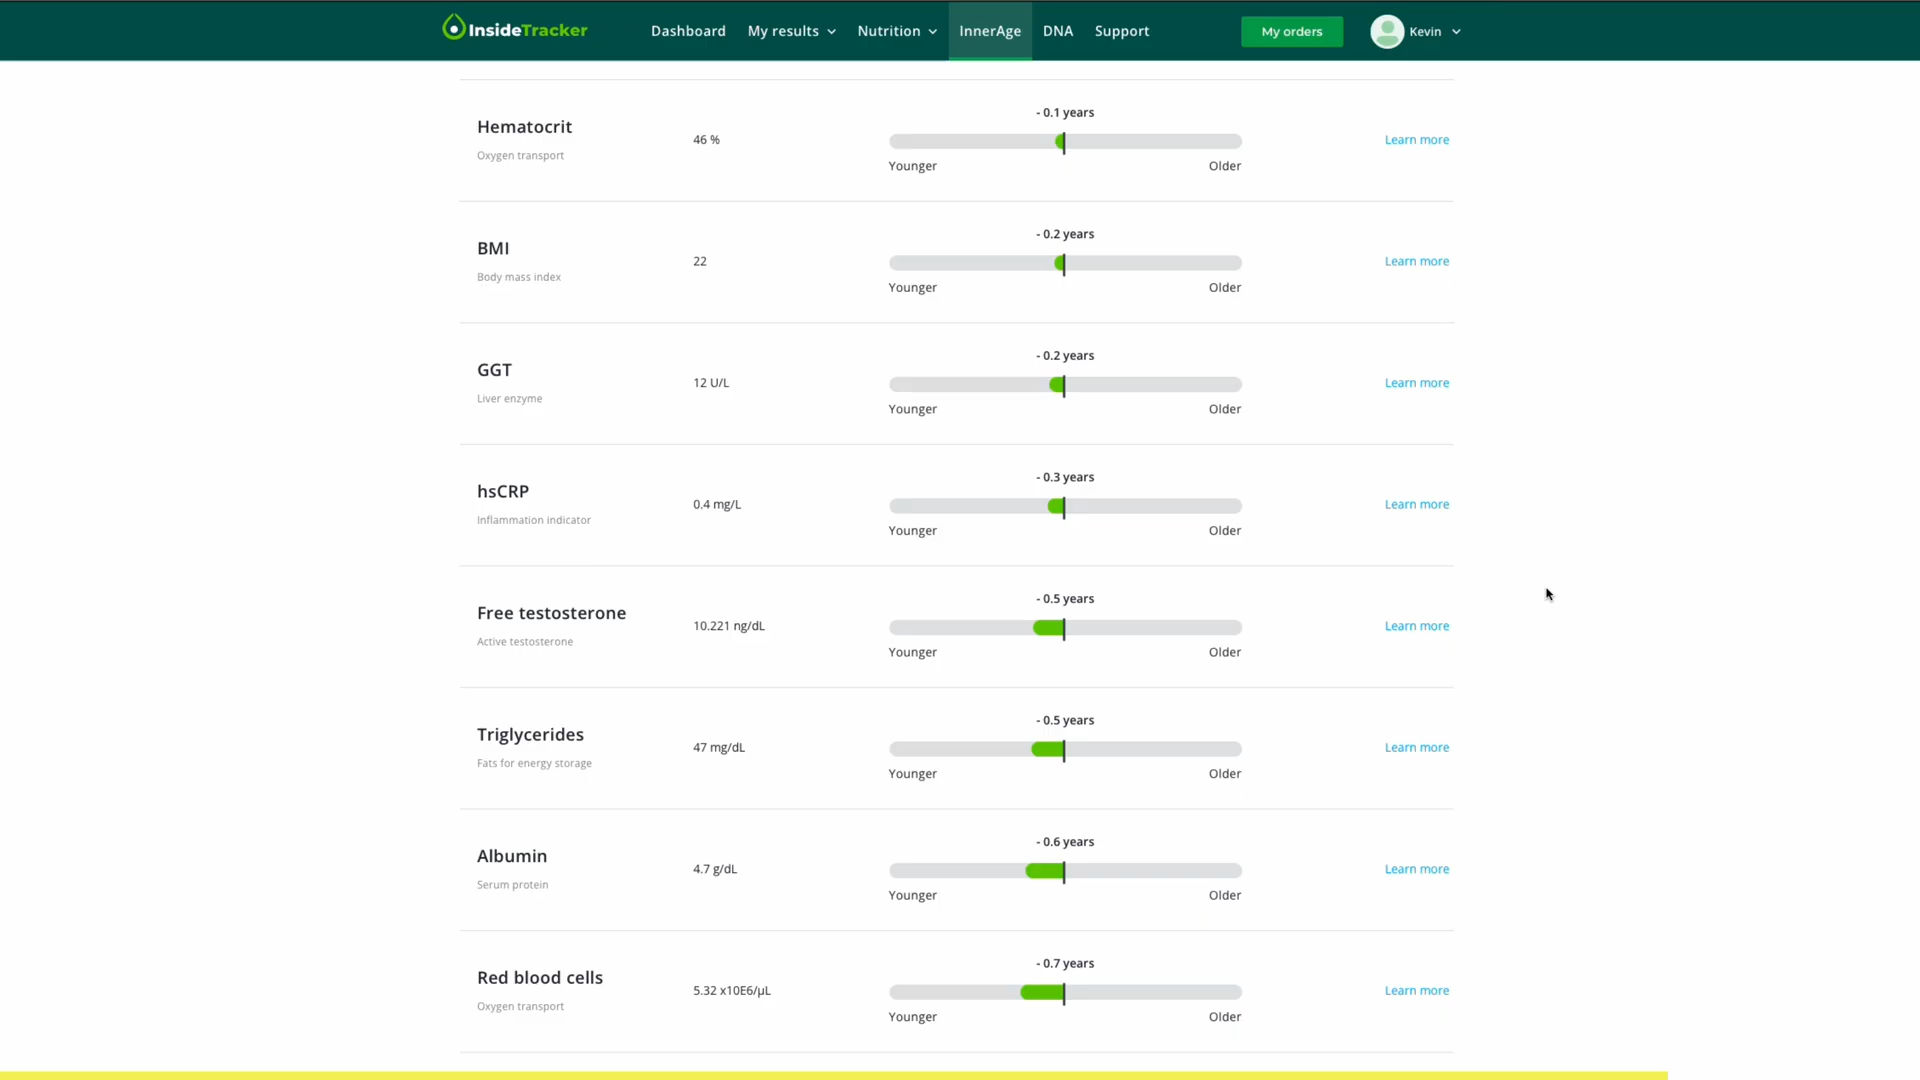 InsideTracker Dashboard My results Nutrition InnerAge DNA Support My orders Kevin
- 0.1 years
Hematocrit
46 %
Learn more
Oxygen transport
Younger Older
- 0.2 years
BMI
22
Learn more
Body mass index
Younger Older
- 0.2 years
GGT
12 U/L
Learn more
Liver enzyme
Younger Older
- 0.3 years
hsCRP
0.4 mg/L
Learn more
Inflammation indicator
Younger Older
- 0.5 years
Free testosterone
10.221 ng/dL
Learn more
Active testosterone
Younger Older
- 0.5 years
Triglycerides
47 mg/dL
Learn more
Fats for energy storage
Younger Older
- 0.6 years
Albumin
4.7 g/dL
Learn more
Serum protein
Younger Older
- 0.7 years
Red blood cells
5.32 x10E6/µL
Learn more
Oxygen transport
Younger Older